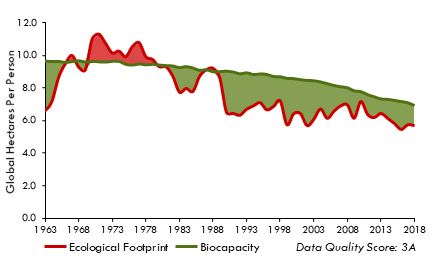 Global Hectares Per Person
12.0
10.0
8.0
6.0
4.0
2.0
0.0
1963 1968 1973 1978 1983 1988 1993 1998 2003 2008 2013 2018
Ecological Footprint Biocapacity Data Quality Score: 3A